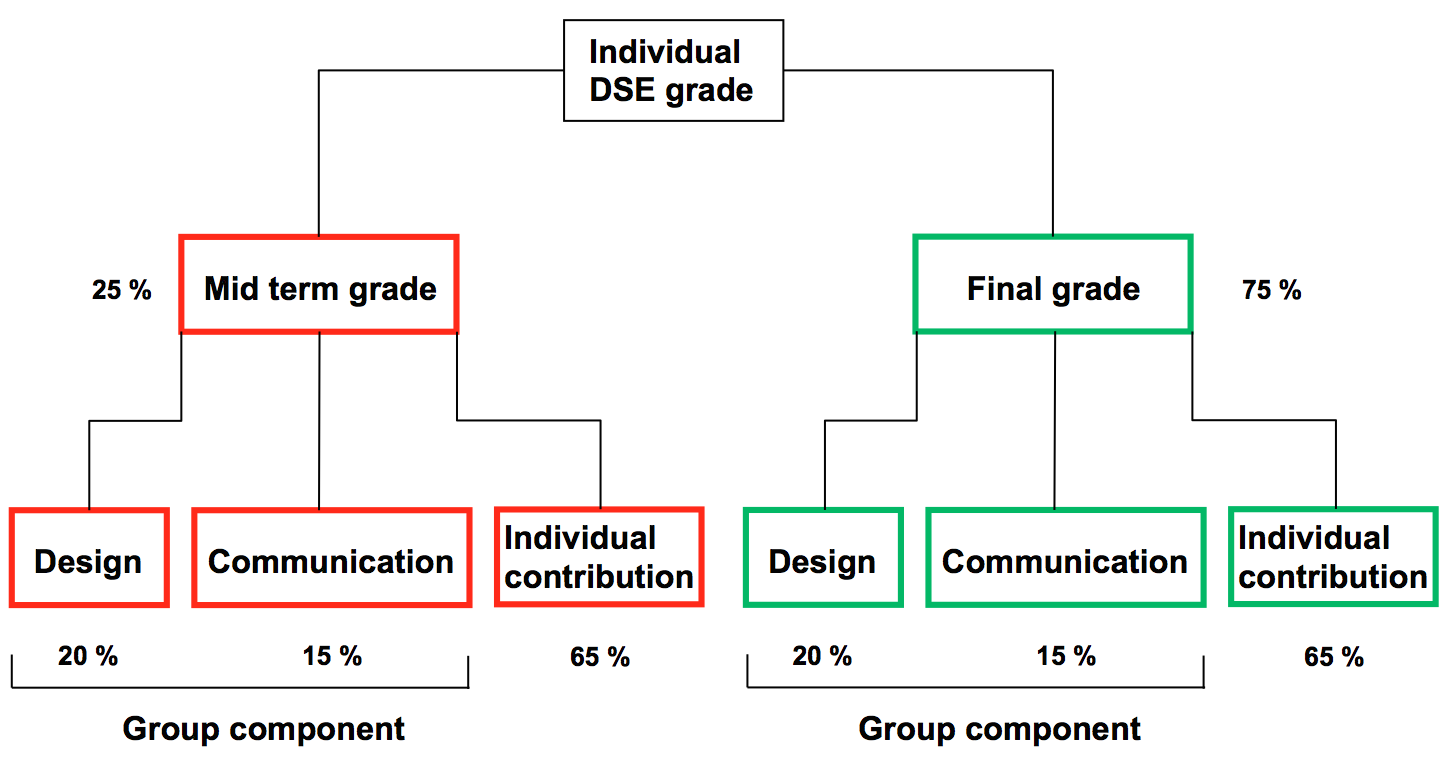 Individual
DSE grade
25 %
Mid term grade
Final grade
75 %
Design
Communication
Individual
contribution
Design
Communication
Individual
contribution
20 %
15 %
65 %
20 %
15 %
65 %
Group component
Group component